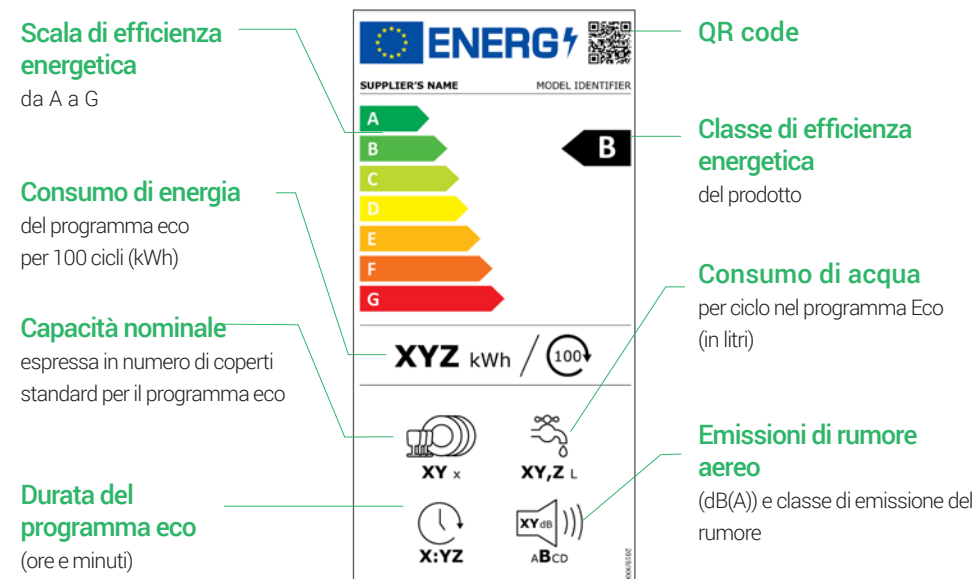 Scala di efficienza
energetica
da A a G
Consumo di energia
del programma eco
per 100 cicli (kWh)
Capacità nominale
espressa in numero di coperti
standard per il programma eco
Durata del
programma eco
(ore e minuti)
ENERG
SUPPLIER'S NAME MODEL IDENTIFIER
A
B
C
D
E
F
G
B
XYZ kWh / 100
XY x
XY,Z L
X:YZ
XY dB
ABCD
QR code
Classe di efficienza
energetica
del prodotto
Consumo di acqua
per ciclo nel programma Eco
(in litri)
Emissioni di rumore
aereo
(dB(A)) e classe di emissione del
rumore